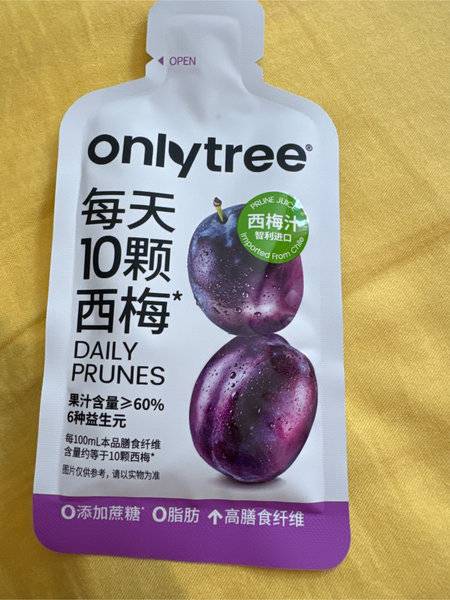 OPEN
onlytree®
每天
10颗
西梅*
DAILY
PRUNES
PRUNE JUICE
西梅汁
智利进口
Imported From Chile
果汁含量≥60%
6种益生元
每100mL本品膳食纤维
含量约等于10颗西梅*
图片仅供参考，请以实物为准
0添加蔗糖* 0脂肪 ↑高膳食纤维